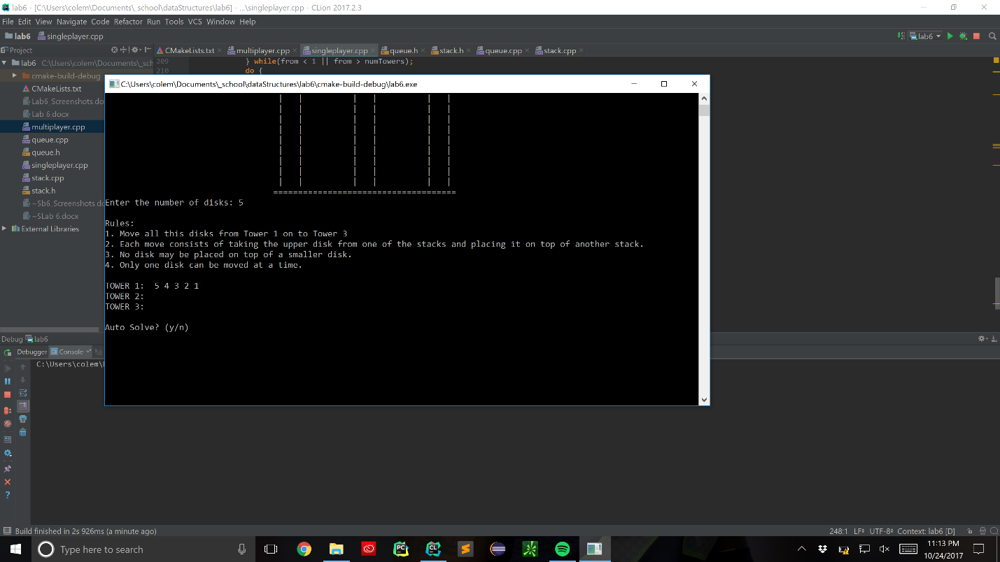 lab6 - [C:\Users\colem\Documents\_school\dataStructures\lab6] - ...\singleplayer.cpp - CLion 2017.2.3
File Edit View Navigate Code Refactor Run Tools VCS Window Help
lab6 singleplayer.cpp lab6
Project CMakeLists.txt multiplayer.cpp singleplayer.cpp queue.h stack.h queue.cpp stack.cpp
lab6 C:\Users\colem\Documents\_sch
209 } while(from < 1 || from > numTowers);
210 do {
cmake-build-debug
CMakeLists.txt
Lab6_Screenshots.do
Lab 6.docx
multiplayer.cpp
queue.cpp
queue.h
singleplayer.cpp
stack.cpp
stack.h
~Sb6_Screenshots.do
~SLab 6.docx
External Libraries
C:\Users\colem\Documents\_school\dataStructures\lab6\cmake-build-debug\lab6.exe
=====================================
Enter the number of disks: 5
Rules:
1. Move all this disks from Tower 1 on to Tower 3
2. Each move consists of taking the upper disk from one of the stacks and placing it on top of another stack.
3. No disk may be placed on top of a smaller disk.
4. Only one disk can be moved at a time.
TOWER 1: 5 4 3 2 1
TOWER 2:
TOWER 3:
Auto Solve? (y/n)
Debug lab6
Debugger Console
C:\Users\colem\
Build finished in 2s 926ms (a minute ago) 248:1 LF UTF-8 Context: lab6 [D]
Type here to search
11:13 PM
10/24/2017